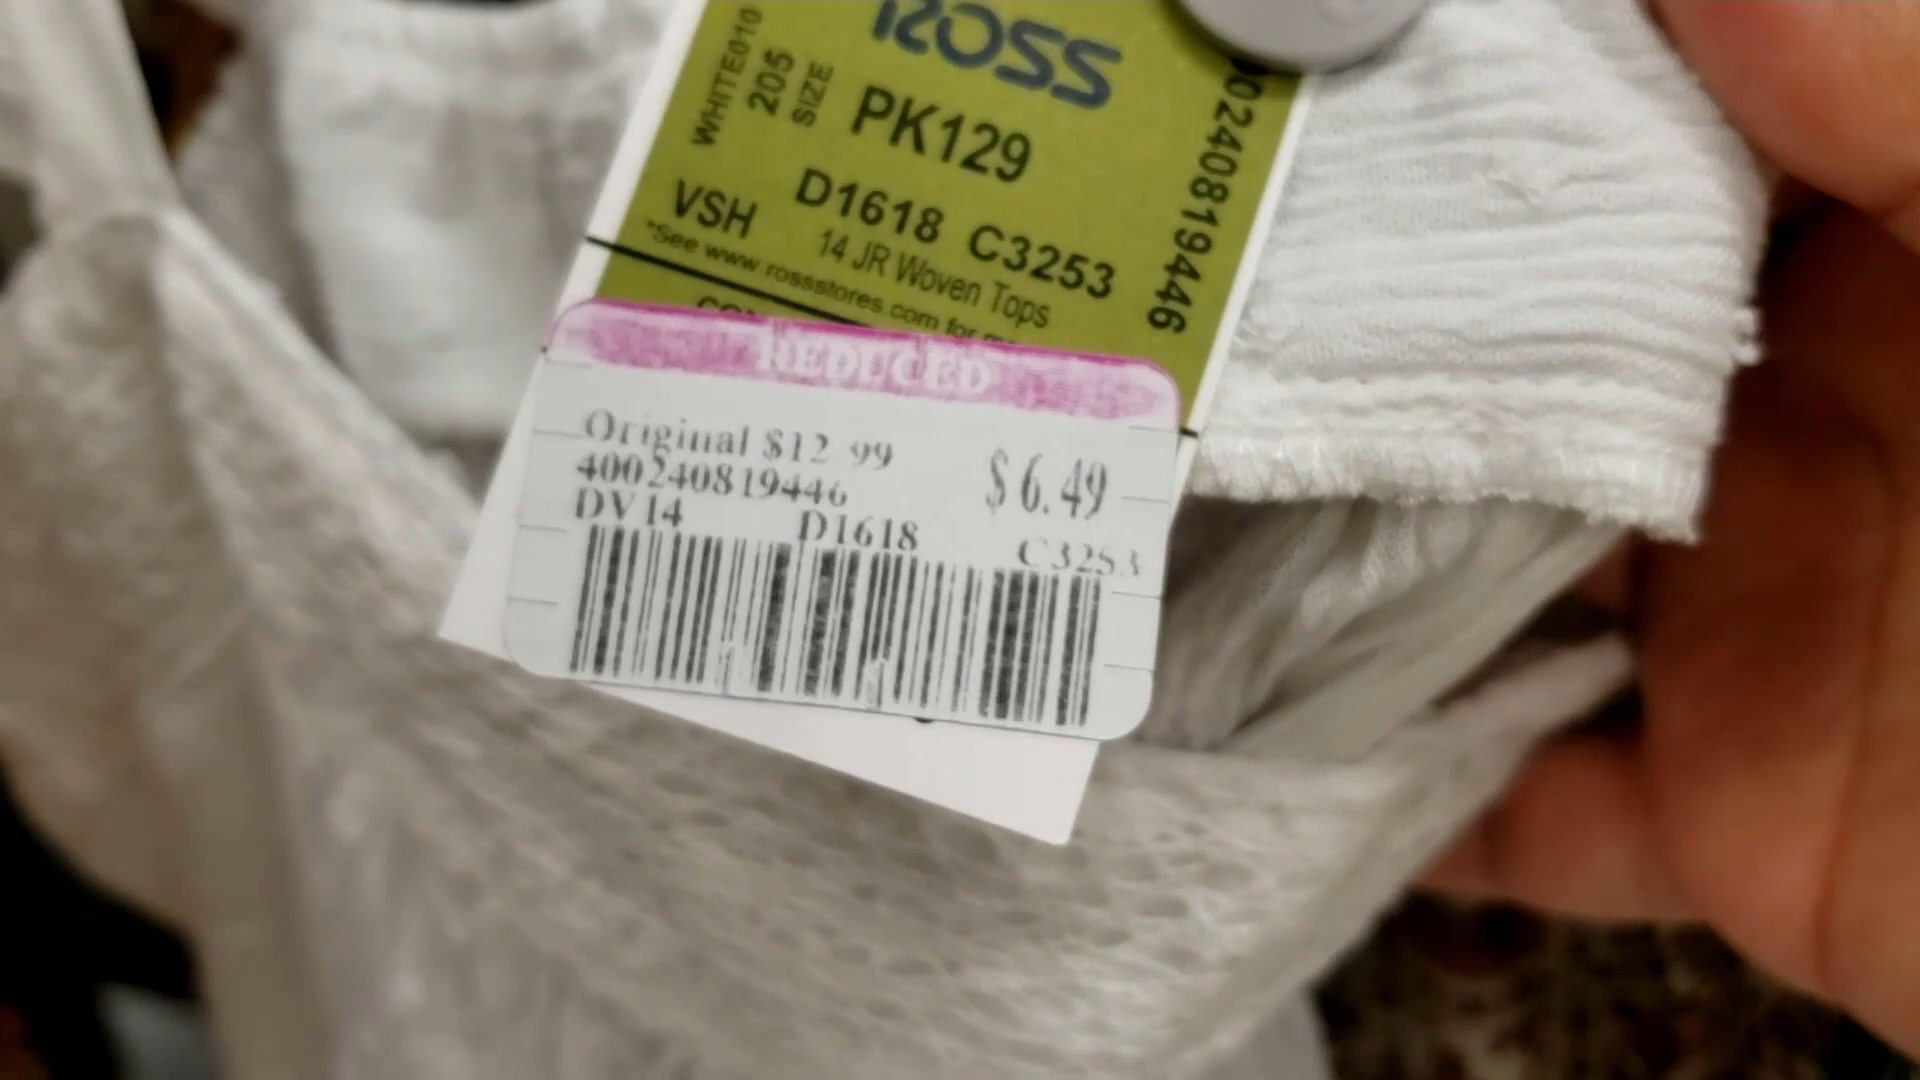 ROSS
WHITE010
205
SIZE
PK129
D1618 C3253
VSH
14 JR Woven Tops
*See www rossstores.com for
00240819446
REDUCED
Original $12.99
400240819446
$6.49
DV14 D1618 C3253